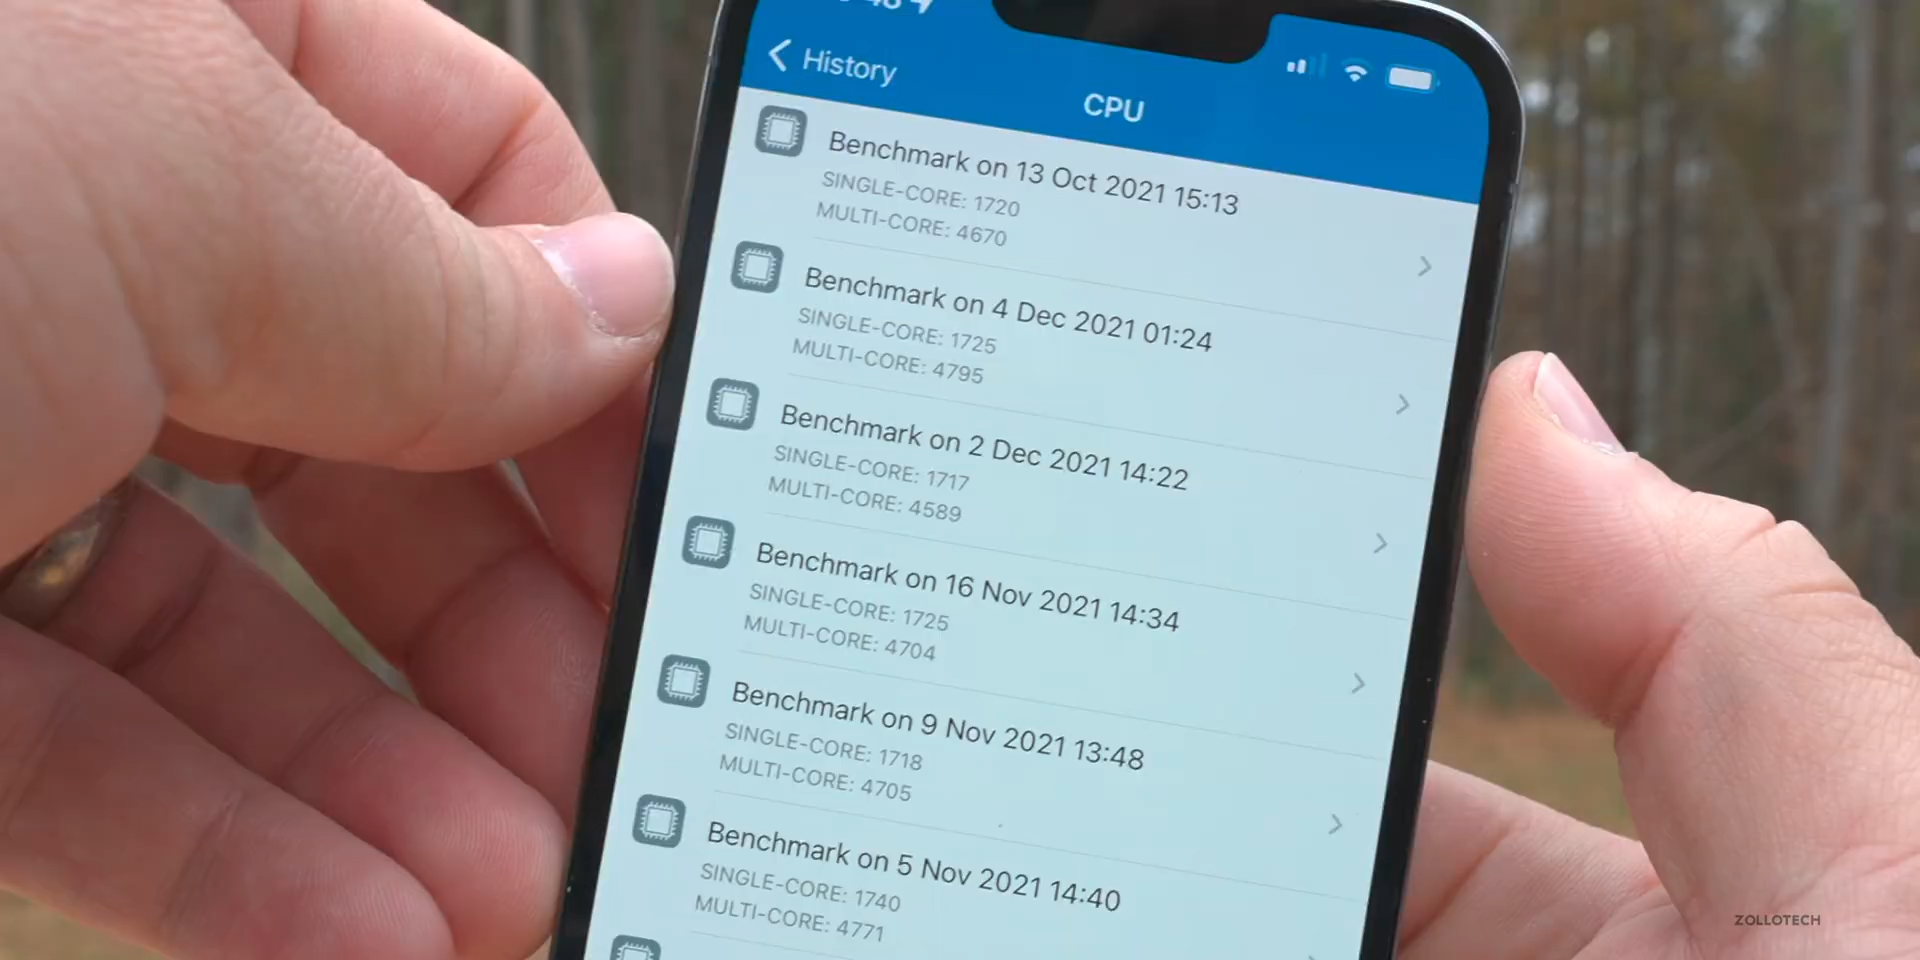 History
CPU
Benchmark on 13 Oct 2021 15:13
SINGLE-CORE: 1720
MULTI-CORE: 4670
Benchmark on 4 Dec 2021 01:24
SINGLE-CORE: 1725
MULTI-CORE: 4795
Benchmark on 2 Dec 2021 14:22
SINGLE-CORE: 1717
MULTI-CORE: 4589
Benchmark on 16 Nov 2021 14:34
SINGLE-CORE: 1725
MULTI-CORE: 4704
Benchmark on 9 Nov 2021 13:48
SINGLE-CORE: 1718
MULTI-CORE: 4705
Benchmark on 5 Nov 2021 14:40
SINGLE-CORE: 1740
MULTI-CORE: 4771
ZOLLOTECH